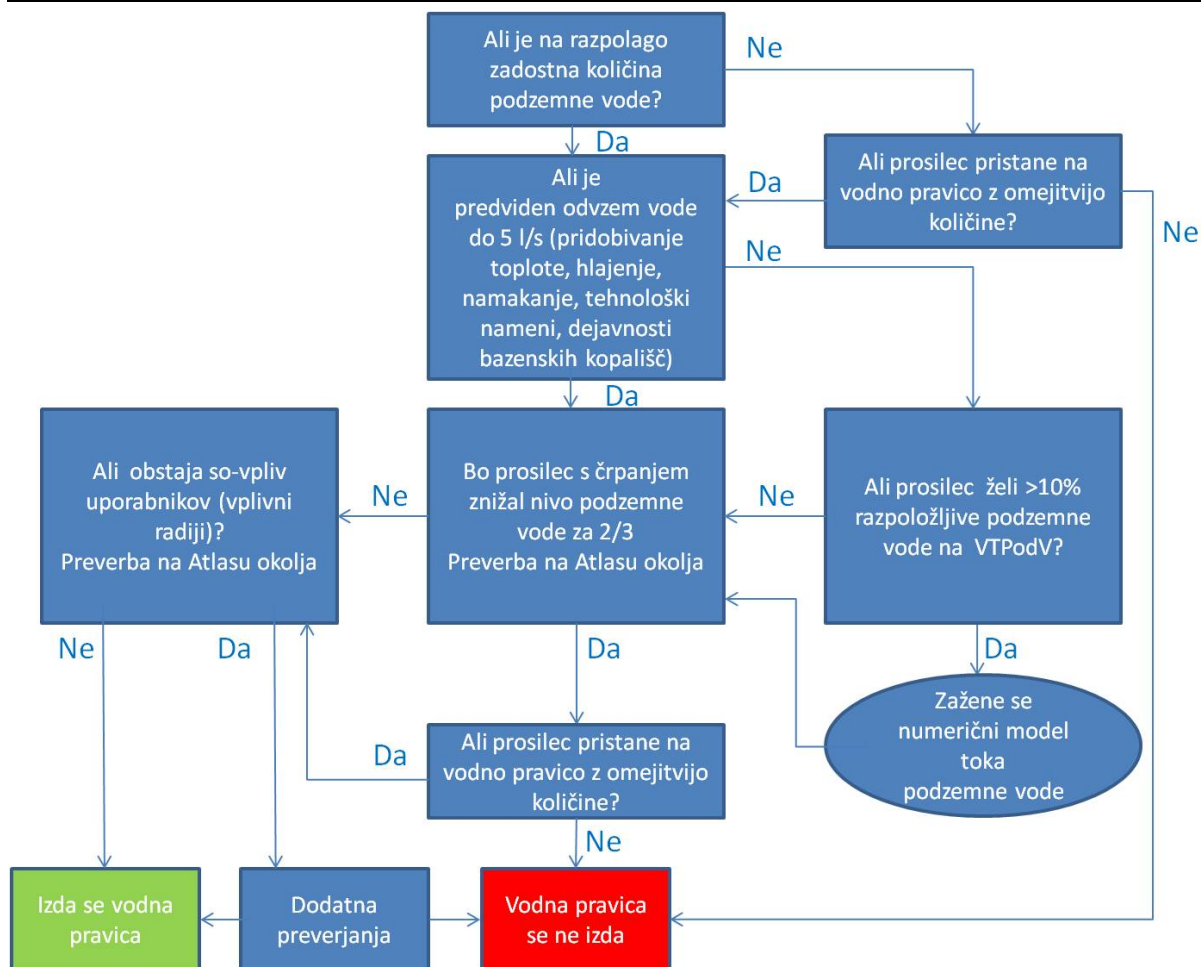 Ali je na razpolago
zadostna količina
podzemne vode?
Ne
Da
Ali prosilec pristane na
vodno pravico z omejitvijo
količine?
Da
Ne
Ali je
predviden odvzem vode
do 5 l/s (pridobivanje
toplote, hlajenje,
namakanje, tehnološki
nameni, dejavnosti
bazenskih kopališč)
Ne
Da
Ali obstaja so-vpliv
uporabnikov (vplivni
radiji)?
Preverba na Atlasu okolja
Ne
Bo prosilec s črpanjem
znižal nivo podzemne
vode za 2/3
Preverba na Atlasu okolja
Ne
Ali prosilec želi >10%
razpoložljive podzemne
vode na VTPodV?
Ne
Da
Da
Da
Zažene se
numerični model
toka
podzemne vode
Da
Ali prosilec pristane na
vodno pravico z omejitvijo
količine?
Ne
Izda se vodna
pravica
Dodatna
preverjanja
Vodna pravica
se ne izda